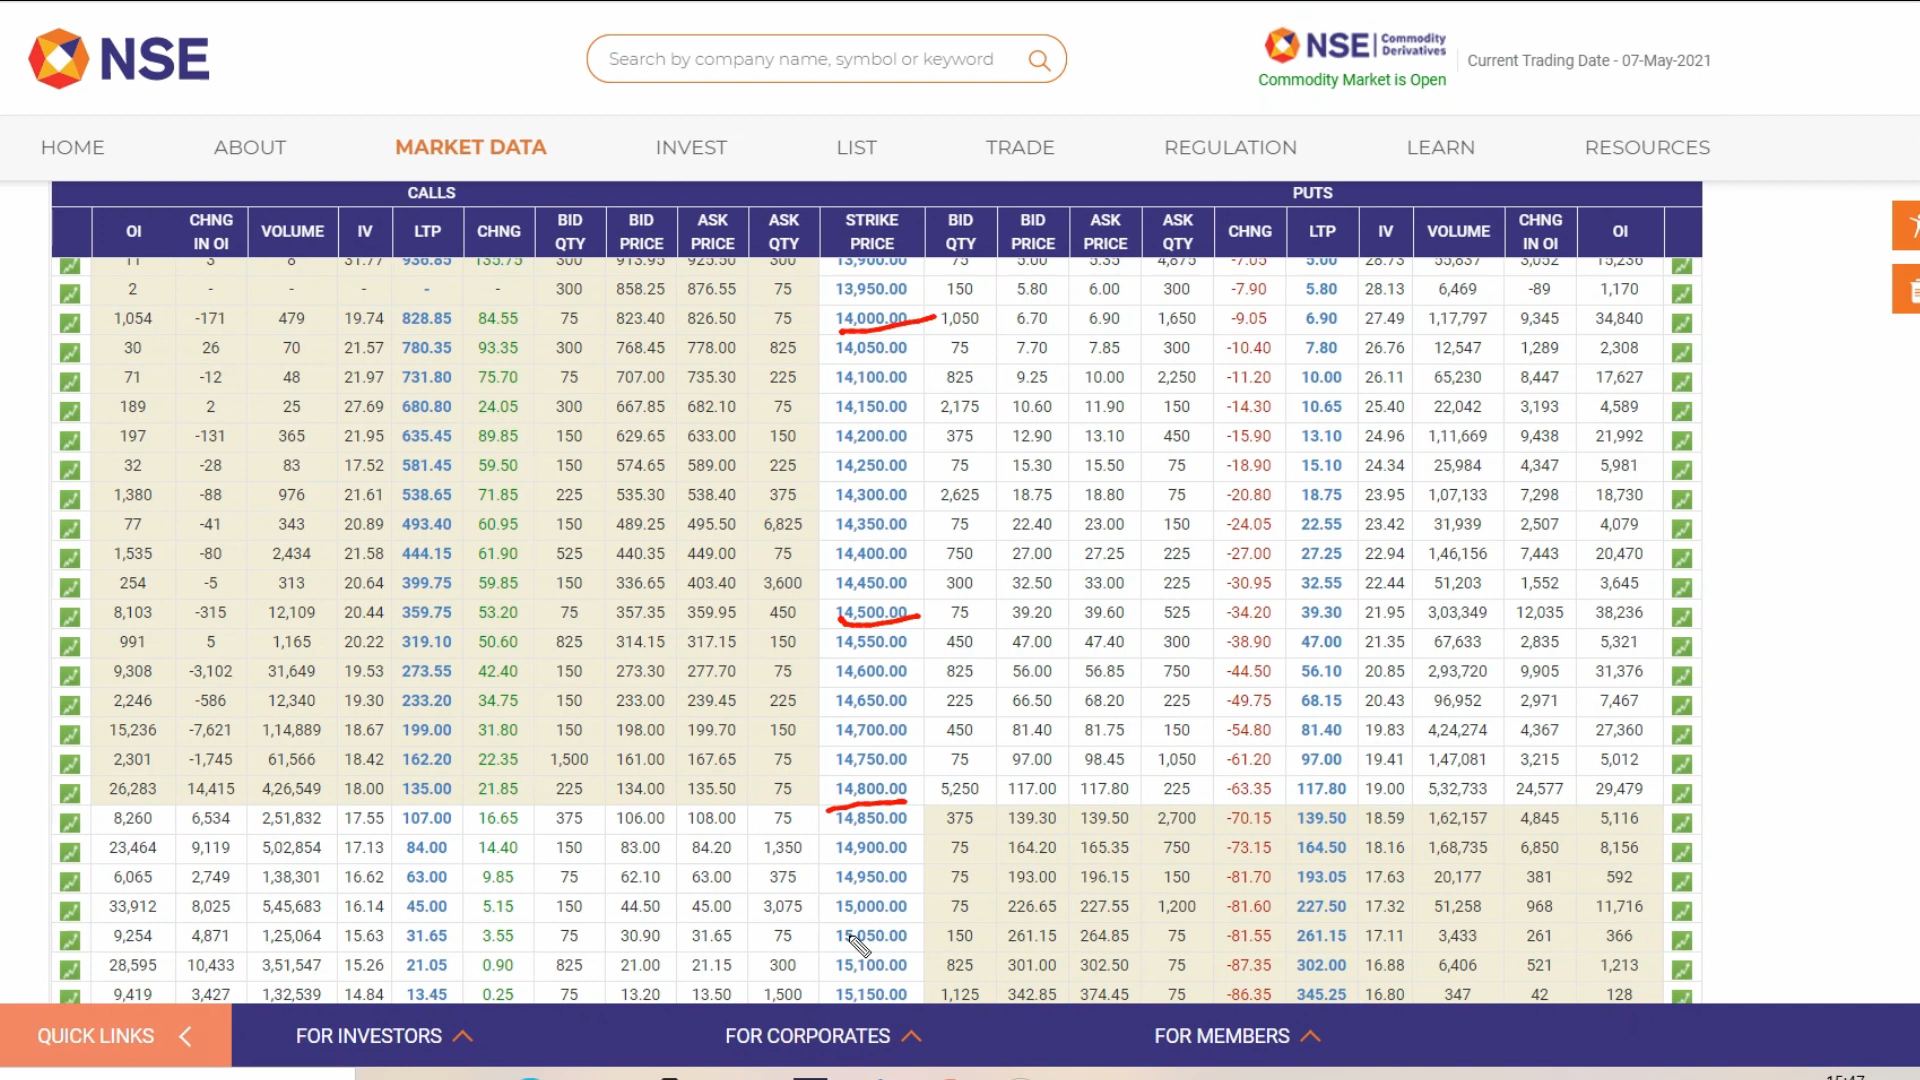 NSE
Search by company name, symbol or keyword
NSE Commodity Derivatives
Commodity Market is Open
Current Trading Date - 07-May-2021
HOME ABOUT MARKET DATA INVEST LIST TRADE REGULATION LEARN RESOURCES
CALLS PUTS
OI CHNG IN OI VOLUME IV LTP CHNG BID QTY BID PRICE ASK PRICE ASK QTY STRIKE PRICE BID QTY BID PRICE ASK PRICE ASK QTY CHNG LTP IV VOLUME CHNG IN OI OI
11 3 8 31.77 936.85 135.75 300 913.95 925.50 300 13,900.00 75 5.00 5.35 4,875 -7.05 5.00 28.73 55,837 3,052 15,236
2 - - - - - 300 858.25 876.55 75 13,950.00 150 5.80 6.00 300 -7.90 5.80 28.13 6,469 -89 1,170
1,054 -171 479 19.74 828.85 84.55 75 823.40 826.50 75 14,000.00 1,050 6.70 6.90 1,650 -9.05 6.90 27.49 1,17,797 9,345 34,840
30 26 70 21.57 780.35 93.35 300 768.45 778.00 825 14,050.00 75 7.70 7.85 300 -10.40 7.80 26.76 12,547 1,289 2,308
71 -12 48 21.97 731.80 75.70 75 707.00 735.30 225 14,100.00 825 9.25 10.00 2,250 -11.20 10.00 26.11 65,230 8,447 17,627
189 2 25 27.69 680.80 24.05 300 667.85 682.10 75 14,150.00 2,175 10.60 11.90 150 -14.30 10.65 25.40 22,042 3,193 4,589
197 -131 365 21.95 635.45 89.85 150 629.65 633.00 150 14,200.00 375 12.90 13.10 450 -15.90 13.10 24.96 1,11,669 9,438 21,992
32 -28 83 17.52 581.45 59.50 150 574.65 589.00 225 14,250.00 75 15.30 15.50 75 -18.90 15.10 24.34 25,984 4,347 5,981
1,380 -88 976 21.61 538.65 71.85 225 535.30 538.40 375 14,300.00 2,625 18.75 18.80 75 -20.80 18.75 23.95 1,07,133 7,298 18,730
77 -41 343 20.89 493.40 60.95 150 489.25 495.50 6,825 14,350.00 75 22.40 23.00 150 -24.05 22.55 23.42 31,939 2,507 4,079
1,535 -80 2,434 21.58 444.15 61.90 525 440.35 449.00 75 14,400.00 750 27.00 27.25 225 -27.00 27.25 22.94 1,46,156 7,443 20,470
254 -5 313 20.64 399.75 59.85 150 336.65 403.40 3,600 14,450.00 300 32.50 33.00 225 -30.95 32.55 22.44 51,203 1,552 3,645
8,103 -315 12,109 20.44 359.75 53.20 75 357.35 359.95 450 14,500.00 75 39.20 39.60 525 -34.20 39.30 21.95 3,03,349 12,035 38,236
991 5 1,165 20.22 319.10 50.60 825 314.15 317.15 150 14,550.00 450 47.00 47.40 300 -38.90 47.00 21.35 67,633 2,835 5,321
9,308 -3,102 31,649 19.53 273.55 42.40 150 273.30 277.70 75 14,600.00 825 56.00 56.85 750 -44.50 56.10 20.85 2,93,720 9,905 31,376
2,246 -586 12,340 19.30 233.20 34.75 150 233.00 239.45 225 14,650.00 225 66.50 68.20 225 -49.75 68.15 20.43 96,952 2,971 7,467
15,236 -7,621 1,14,889 18.67 199.00 31.80 150 198.00 199.70 150 14,700.00 450 81.40 81.75 150 -54.80 81.40 19.83 4,24,274 4,367 27,360
2,301 -1,745 61,566 18.42 162.20 22.35 1,500 161.00 167.65 75 14,750.00 75 97.00 98.45 1,050 -61.20 97.00 19.41 1,47,081 3,215 5,012
26,283 14,415 4,26,549 18.00 135.00 21.85 225 134.00 135.50 75 14,800.00 5,250 117.00 117.80 225 -63.35 117.80 19.00 5,32,733 24,577 29,479
8,260 6,534 2,51,832 17.55 107.00 16.65 375 106.00 108.00 75 14,850.00 375 139.30 139.50 2,700 -70.15 139.50 18.59 1,62,157 4,845 5,116
23,464 9,119 5,02,854 17.13 84.00 14.40 150 83.00 84.20 1,350 14,900.00 75 164.20 165.35 750 -73.15 164.50 18.16 1,68,735 6,850 8,156
6,065 2,749 1,38,301 16.62 63.00 9.85 75 62.10 63.00 375 14,950.00 75 193.00 196.15 150 -81.70 193.05 17.63 20,177 381 592
33,912 8,025 5,45,683 16.14 45.00 5.15 150 44.50 45.00 3,075 15,000.00 75 226.65 227.55 1,200 -81.60 227.50 17.32 51,258 968 11,716
9,254 4,871 1,25,064 15.63 31.65 3.55 75 30.90 31.65 75 15,050.00 150 261.15 264.85 75 -81.55 261.15 17.11 3,433 261 366
28,595 10,433 3,51,547 15.26 21.05 0.90 825 21.00 21.15 300 15,100.00 825 301.00 302.50 75 -87.35 302.00 16.88 6,406 521 1,213
9,419 3,427 1,32,539 14.84 13.45 0.25 75 13.20 13.50 1,500 15,150.00 1,125 342.85 374.45 75 -86.35 345.25 16.80 347 42 128
QUICK LINKS FOR INVESTORS FOR CORPORATES FOR MEMBERS